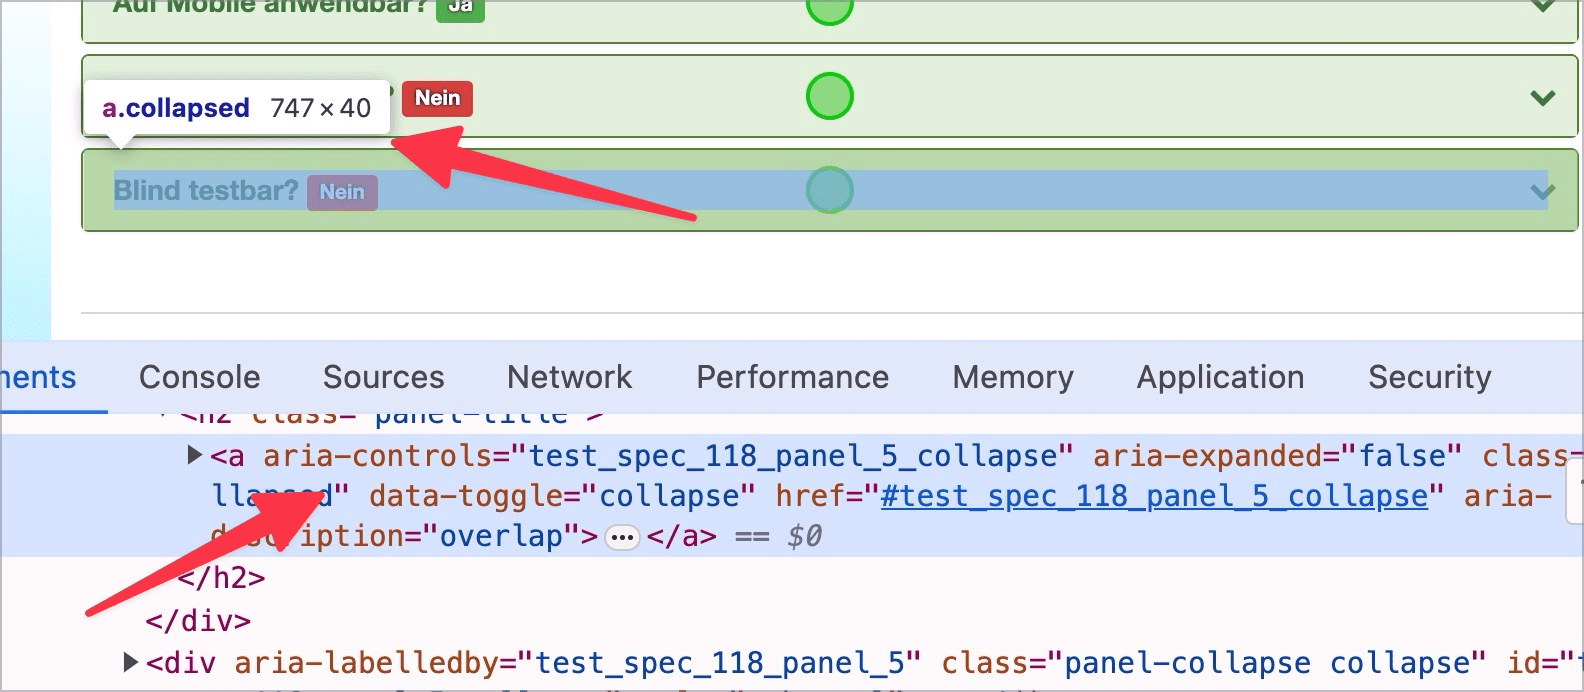 Auf Mobile anwendbar? Ja
a.collapsed 747 × 40 ? Nein
Blind testbar? Nein
ments Console Sources Network Performance Memory Application Security
<h2 class="panel-title">
<a aria-controls="test_spec_118_panel_5_collapse" aria-expanded="false" class=
llapsed" data-toggle="collapse" href="#test_spec_118_panel_5_collapse" aria-
description="overlap"> ··· </a> == $0
</h2>
</div>
<div aria-labelledby="test_spec_118_panel_5" class="panel-collapse collapse" id="t